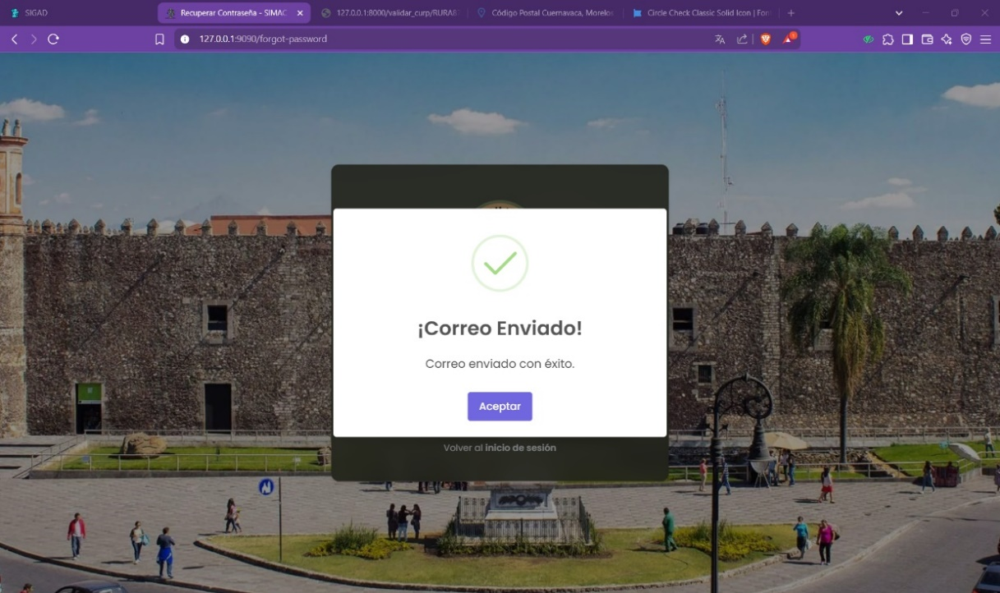 SIGAD
Recuperar Contraseña - SIMAC
127.0.0.1:8000/validar_curp/RURA8
Código Postal Cuernavaca, Morelos
Circle Check Classic Solid Icon | Fon
127.0.0.1:9090/forgot-password
¡Correo Enviado!
Correo enviado con éxito.
Aceptar
Volver al inicio de sesión